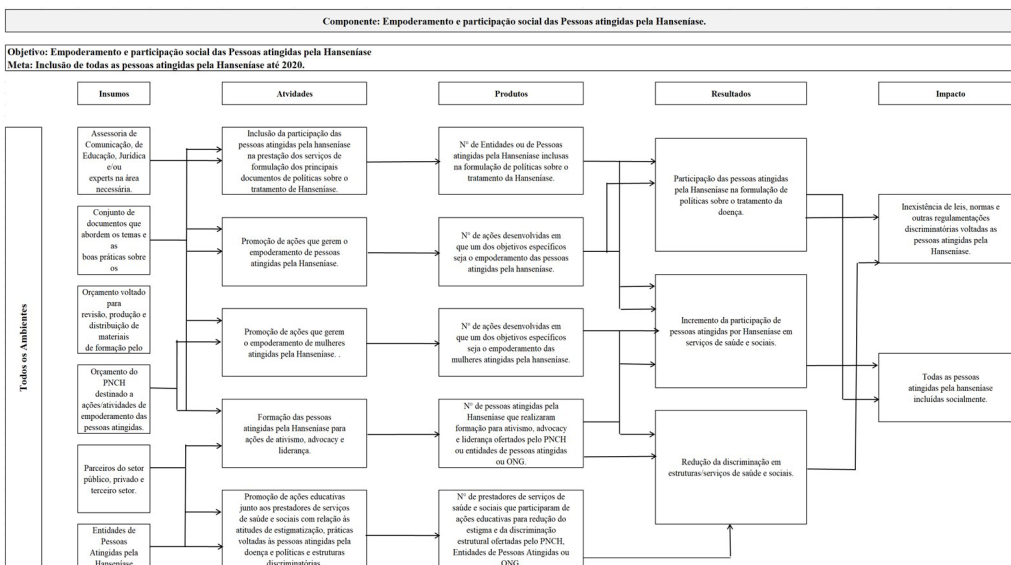 Componente: Empoderamento e participação social das Pessoas atingidas pela Hanseníase.
Objetivo: Empoderamento e participação social das Pessoas atingidas pela Hanseníase
Meta: Inclusão de todas as pessoas atingidas pela Hanseníase até 2020.
Insumos
Atvidades
Produtos
Resultados
Impacto
Todos os Ambientes
Assessoria de
Comunicação, de
Educação, Jurídica
e/ou
experts na área
necessária.
Conjunto de
documentos que
abordem os temas e
as
boas práticas sobre
os
Orçamento voltado
para
revisão, produção e
distribuição de
materiais
de formação pelo
Orçamento do
PNCH
destinado a
ações/atividades de
empoderamento das
pessoas atingidas.
Parceiros do setor
público, privado e
terceiro setor.
Entidades de
Pessoas
Atingidas pela
Hanseníase
Inclusão da participação das
pessoas atingidas pela hanseníase
na prestação dos serviços de
formulação dos principais
documentos de políticas sobre o
tratamento de Hanseníase.
Promoção de ações que gerem o
empoderamento de pessoas
atingidas pela Hanseníase.
Promoção de ações que gerem
o empoderamento de mulheres
atingidas pela Hanseníase. .
Formação das pessoas
atingidas pela Hanseníase para
ações de ativismo, advocacy e
liderança.
Promoção de ações educativas
junto aos prestadores de serviços
de saúde e sociais com relação às
atitudes de estigmatização, práticas
voltadas às pessoas atingidas pela
doença e políticas e estruturas
discriminatórias.
N° de Entidades ou de Pessoas
atingidas pela Hanseníase inclusas
na formulação de políticas sobre o
tratamento da Hanseníase.
N° de ações desenvolvidas em
que um dos objetivos específicos
seja o empoderamento das pessoas
atingidas pela hanseníase.
N° de ações desenvolvidas em
que um dos objetivos específicos
seja o empoderamento das
mulheres atingidas pela hanseníase.
N° de pessoas atingidas pela
Hanseníase que realizaram
formação para ativismo, advocacy
e liderança ofertados pelo PNCH
ou entidades de pessoas atingidas
ou ONG.
N° de prestadores de serviços de
saúde e sociais que participaram de
ações educativas para redução do
estigma e da discriminação
estrutural ofertados pelo PNCH,
Entidades de Pessoas Atingidas ou
ONG
Participação das pessoas atingidas
pela Hanseníase na formulação de
políticas sobre o tratamento da
doença.
Incremento da participação de
pessoas atingidas por Hanseníase em
serviços de saúde e sociais.
Redução da discriminação em
estruturas/serviços de saúde e sociais.
Inexistência de leis, normas e
outras regulamentações
discriminatórias voltadas as
pessoas atingidas pela
Hanseníase.
Todas as pessoas
atingidas pela hanseníase
incluídas socialmente.